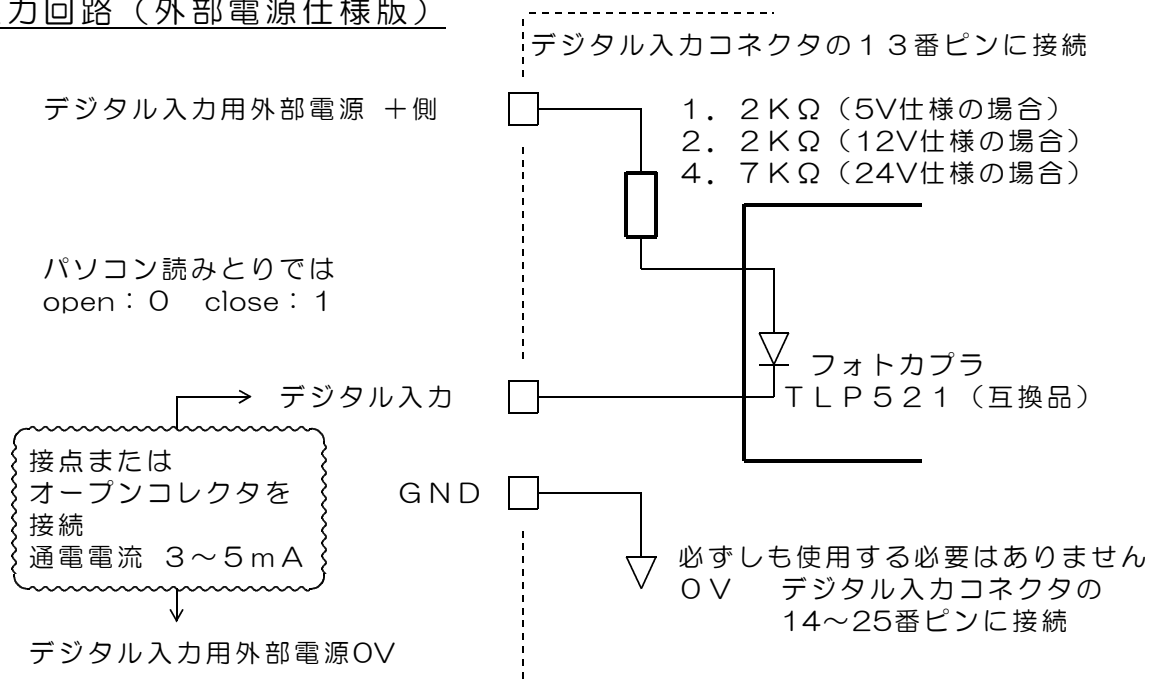 力回路（外部電源仕様版）
デジタル入力コネクタの１３番ピンに接続
デジタル入力用外部電源 ＋側
１．２ＫΩ（5V仕様の場合）
２．２ＫΩ（12V仕様の場合）
４．７ＫΩ（24V仕様の場合）
パソコン読みとりでは
open：０　close：１
フォトカプラ
ＴＬＰ５２１（互換品）
デジタル入力
接点または
オープンコレクタを
接続
通電電流　３～５ｍＡ
ＧＮＤ
必ずしも使用する必要はありません
０Ｖ　デジタル入力コネクタの
14～25番ピンに接続
デジタル入力用外部電源0V